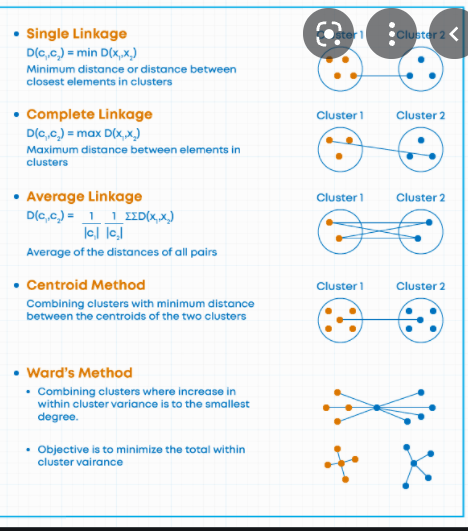 • Single Linkage
D(c₁,c₂) = min D(x₁,x₂)
Minimum distance or distance between
closest elements in clusters
Cluster 2
• Complete Linkage
D(c₁,c₂) = max D(x₁,x₂)
Maximum distance between elements in
clusters
Cluster 1 Cluster 2
• Average Linkage
D(c₁,c₂) = 1/|c₁| 1/|c₂| ΣΣD(x₁,x₂)
Average of the distances of all pairs
Cluster 1 Cluster 2
• Centroid Method
Combining clusters with minimum distance
between the centroids of the two clusters
Cluster 1 Cluster 2
• Ward's Method
• Combining clusters where increase in
within cluster variance is to the smallest
degree.
• Objective is to minimize the total within
cluster vairance